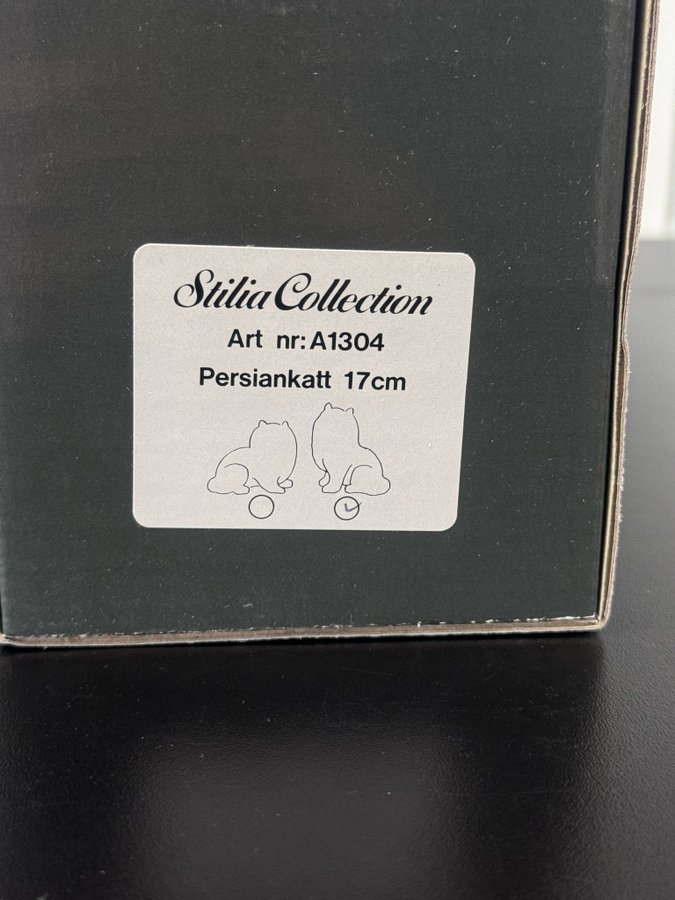 Stilia Collection
Art nr: A1304
Persiankatt 17cm